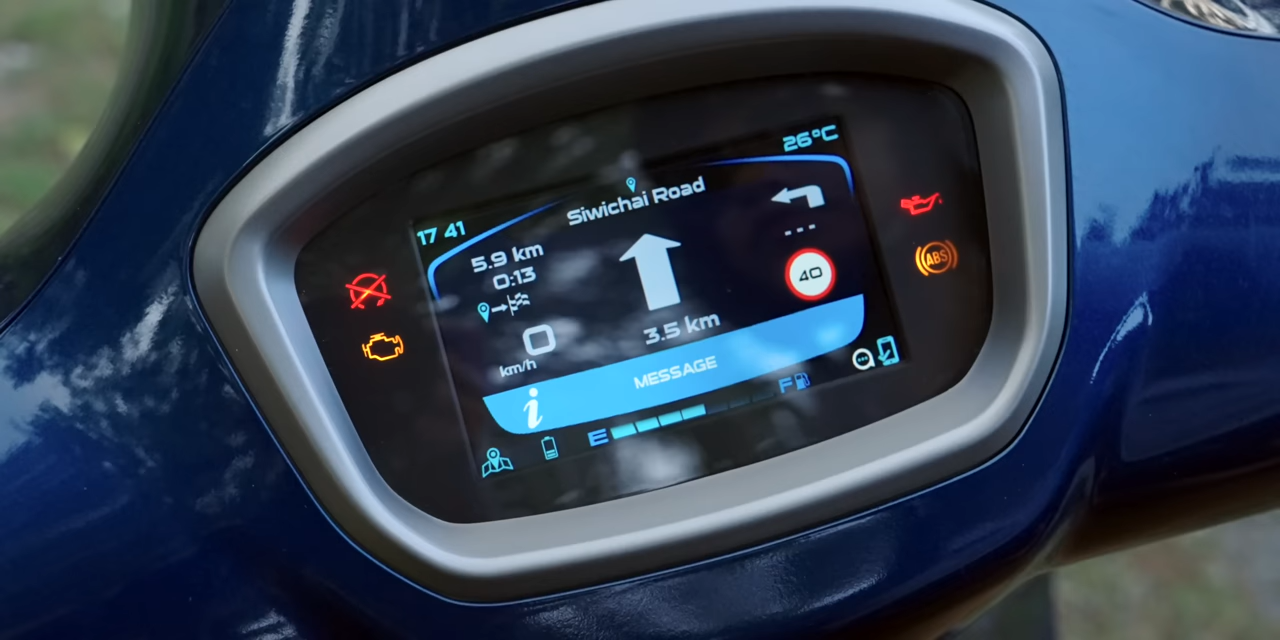 26°C
17 41
Siwichai Road
5.9 km
0:13
---
40
ABS
0
km/h
3.5 km
MESSAGE
i
E
F